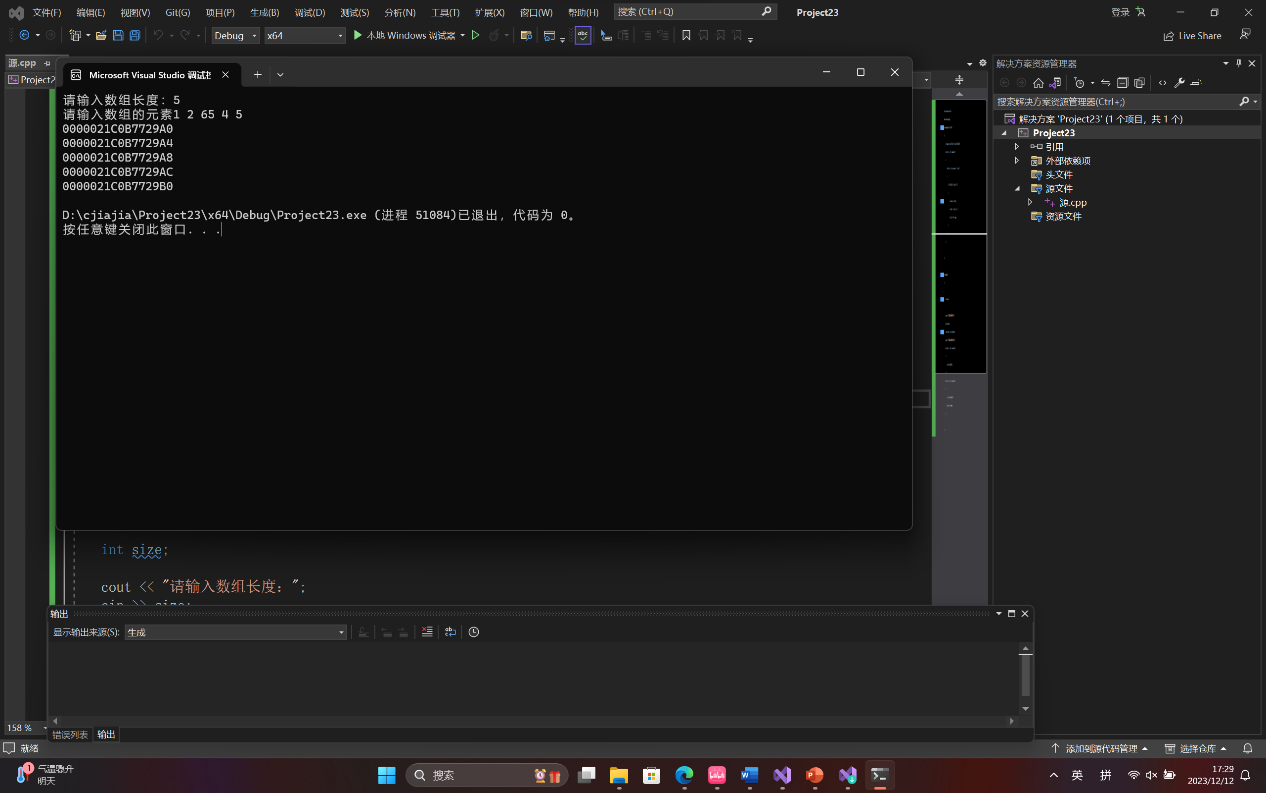 文件(F) 编辑(E) 视图(V) Git(G) 项目(P) 生成(B) 调试(D) 测试(S) 分析(N) 工具(T) 扩展(X) 窗口(W) 帮助(H) 搜索 (Ctrl+Q) Project23 登录
Debug x64 本地 Windows 调试器 Live Share
源.cpp
Project2
Microsoft Visual Studio 调试控
请输入数组长度: 5
请输入数组的元素1 2 65 4 5
0000021C0B7729A0
0000021C0B7729A4
0000021C0B7729A8
0000021C0B7729AC
0000021C0B7729B0
D:\cjiajia\Project23\x64\Debug\Project23.exe (进程 51084)已退出，代码为 0。
按任意键关闭此窗口. . .
int size;
cout << "请输入数组长度: ";
cin >> size;
解决方案资源管理器
搜索解决方案资源管理器(Ctrl+;)
解决方案 'Project23' (1 个项目，共 1 个)
Project23
引用
外部依赖项
头文件
源文件
源.cpp
资源文件
输出
显示输出来源(S): 生成
158 %
错误列表 输出
就绪 添加到源代码管理 选择仓库
1 气温骤升
明天
搜索
英 拼
17:29
2023/12/12